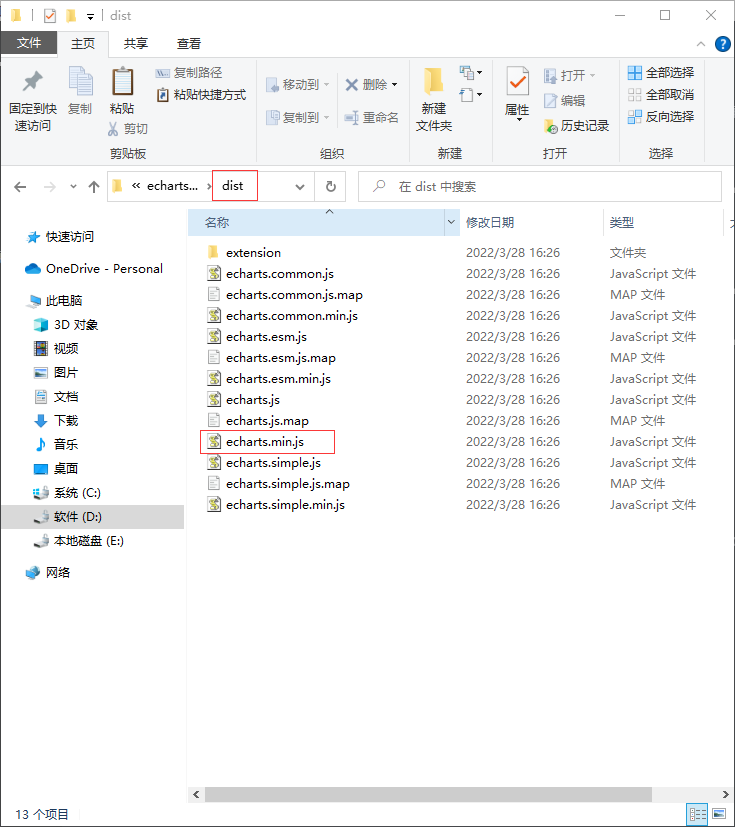 dist
文件 主页 共享 查看
固定到快速访问 复制 粘贴 复制路径 粘贴快捷方式 剪切 移动到 复制到 删除 重命名 新建文件夹 属性 打开 编辑 历史记录 全部选择 全部取消 反向选择
剪贴板 组织 新建 打开 选择
« echarts... › dist 在 dist 中搜索
名称 修改日期 类型
快速访问
OneDrive - Personal
此电脑
3D 对象
视频
图片
文档
下载
音乐
桌面
系统 (C:)
软件 (D:)
本地磁盘 (E:)
网络
extension 2022/3/28 16:26 文件夹
echarts.common.js 2022/3/28 16:26 JavaScript 文件
echarts.common.js.map 2022/3/28 16:26 MAP 文件
echarts.common.min.js 2022/3/28 16:26 JavaScript 文件
echarts.esm.js 2022/3/28 16:26 JavaScript 文件
echarts.esm.js.map 2022/3/28 16:26 MAP 文件
echarts.esm.min.js 2022/3/28 16:26 JavaScript 文件
echarts.js 2022/3/28 16:26 JavaScript 文件
echarts.js.map 2022/3/28 16:26 MAP 文件
echarts.min.js 2022/3/28 16:26 JavaScript 文件
echarts.simple.js 2022/3/28 16:26 JavaScript 文件
echarts.simple.js.map 2022/3/28 16:26 MAP 文件
echarts.simple.min.js 2022/3/28 16:26 JavaScript 文件
13 个项目